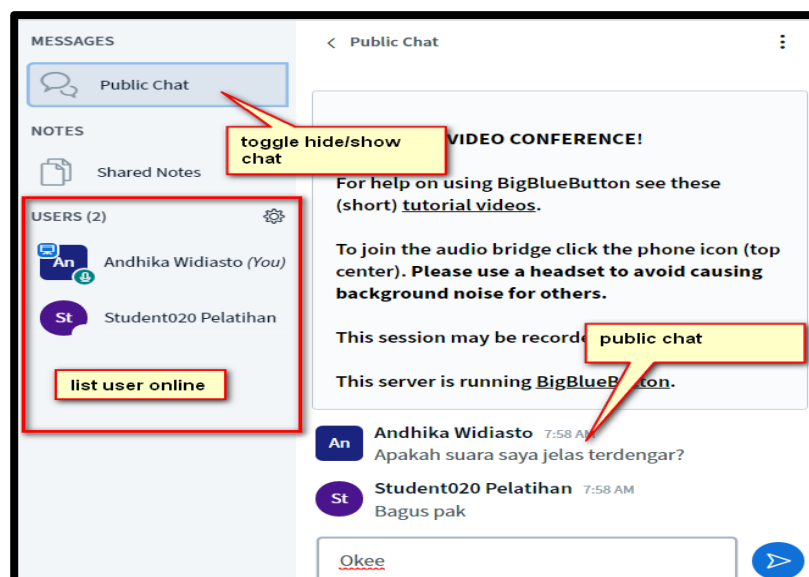 MESSAGES
Public Chat
toggle hide/show
chat
NOTES
Shared Notes
USERS (2)
An
Andhika Widiasto (You)
St
Student020 Pelatihan
list user online
Public Chat
VIDEO CONFERENCE!
For help on using BigBlueButton see these
(short) tutorial videos.
To join the audio bridge click the phone icon (top
center). Please use a headset to avoid causing
background noise for others.
This session may be
public chat
This server is running
An
Andhika Widiasto 7:58 AM
Apakah suara saya jelas terdengar?
St
Student020 Pelatihan 7:58 AM
Bagus pak
Okee